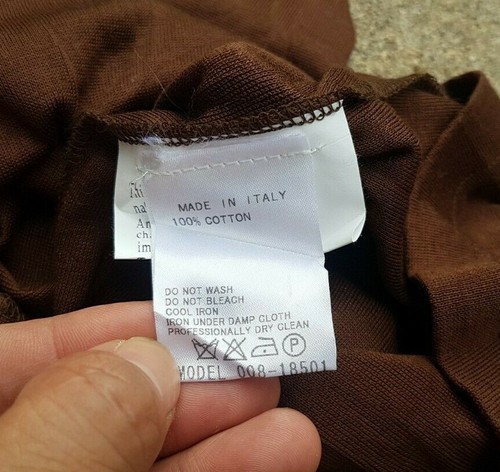 MADE IN ITALY
100% COTTON
DO NOT WASH
DO NOT BLEACH
COOL IRON
IRON UNDER DAMP CLOTH
PROFESSIONALLY DRY CLEAN
P
MODEL 008-18501